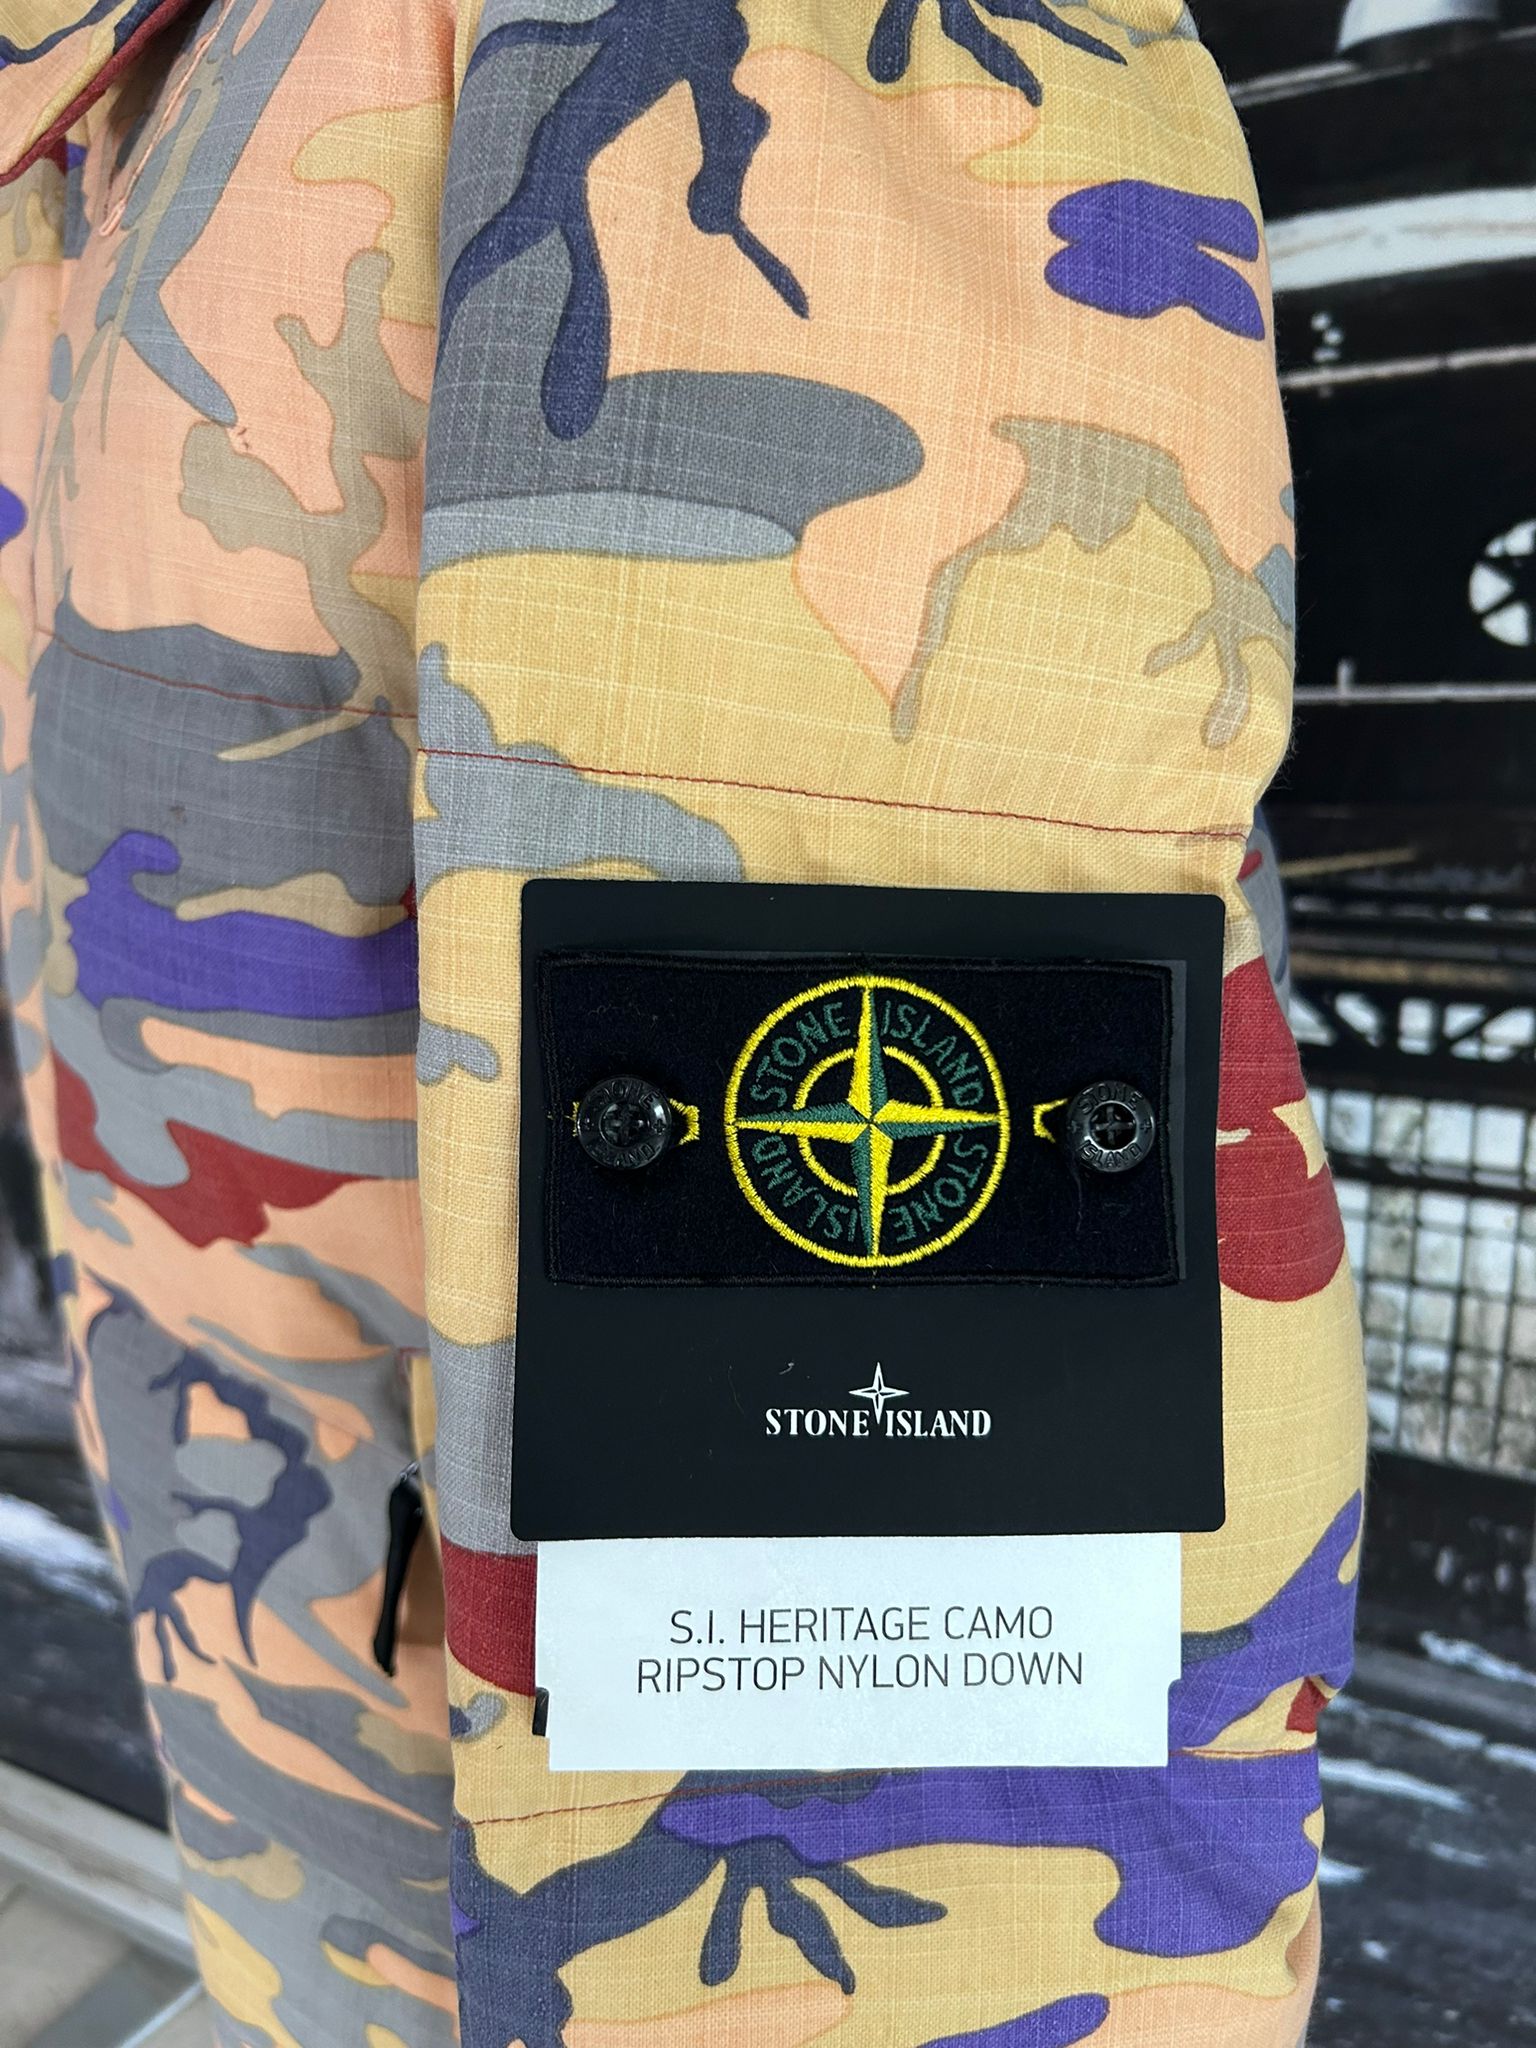 STONE ISLAND
STONE ISLAND
STONE ISLAND
STONE ISLAND
STONE ISLAND
S.I. HERITAGE CAMO
RIPSTOP NYLON DOWN